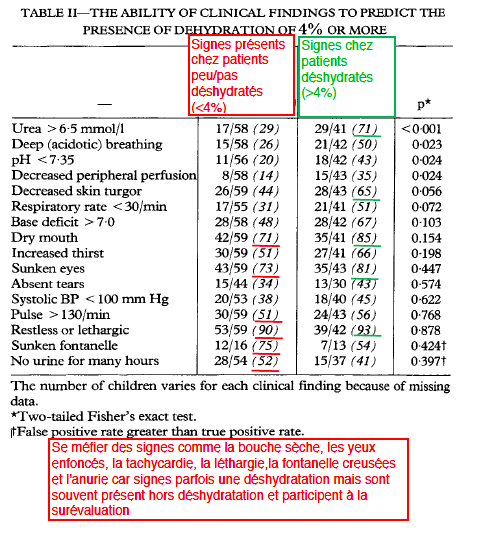 TABLE II—THE ABILITY OF CLINICAL FINDINGS TO PREDICT THE
PRESENCE OF DEHYDRATION OF 4% OR MORE
Signes présents
chez patients
peu/pas
déshydratés
(<4%)
Signes chez
patients
déshydratés
(>4%)
— p*
Urea >6·5 mmol/l 17/58 (29) 29/41 (71) <0·001
Deep (acidotic) breathing 15/58 (26) 21/42 (50) 0·023
pH <7·35 11/56 (20) 18/42 (43) 0·024
Decreased peripheral perfusion 8/58 (14) 15/43 (35) 0·024
Decreased skin turgor 26/59 (44) 28/43 (65) 0·056
Respiratory rate <30/min 17/55 (31) 21/41 (51) 0·072
Base deficit >7·0 28/58 (48) 28/42 (67) 0·103
Dry mouth 42/59 (71) 35/41 (85) 0.154
Increased thirst 30/59 (51) 27/41 (66) 0·198
Sunken eyes 43/59 (73) 35/43 (81) 0·447
Absent tears 15/44 (34) 13/30 (43) 0·574
Systolic BP <100 mm Hg 20/53 (38) 18/40 (45) 0·622
Pulse >130/min 30/59 (51) 24/43 (56) 0·768
Restless or lethargic 53/59 (90) 39/42 (93) 0·878
Sunken fontanelle 12/16 (75) 7/13 (54) 0·424†
No urine for many hours 28/54 (52) 15/37 (41) 0·397†
The number of children varies for each clinical finding because of missing
data.
*Two-tailed Fisher's exact test.
†False positive rate greater than true positive rate.
Se méfier des signes comme la bouche sèche, les yeux
enfoncés, la tachycardie, la léthargie,la fontanelle creusées
et l'anurie car signes parfois une déshydratation mais sont
souvent présent hors déshydratation et participent à la
surévaluation